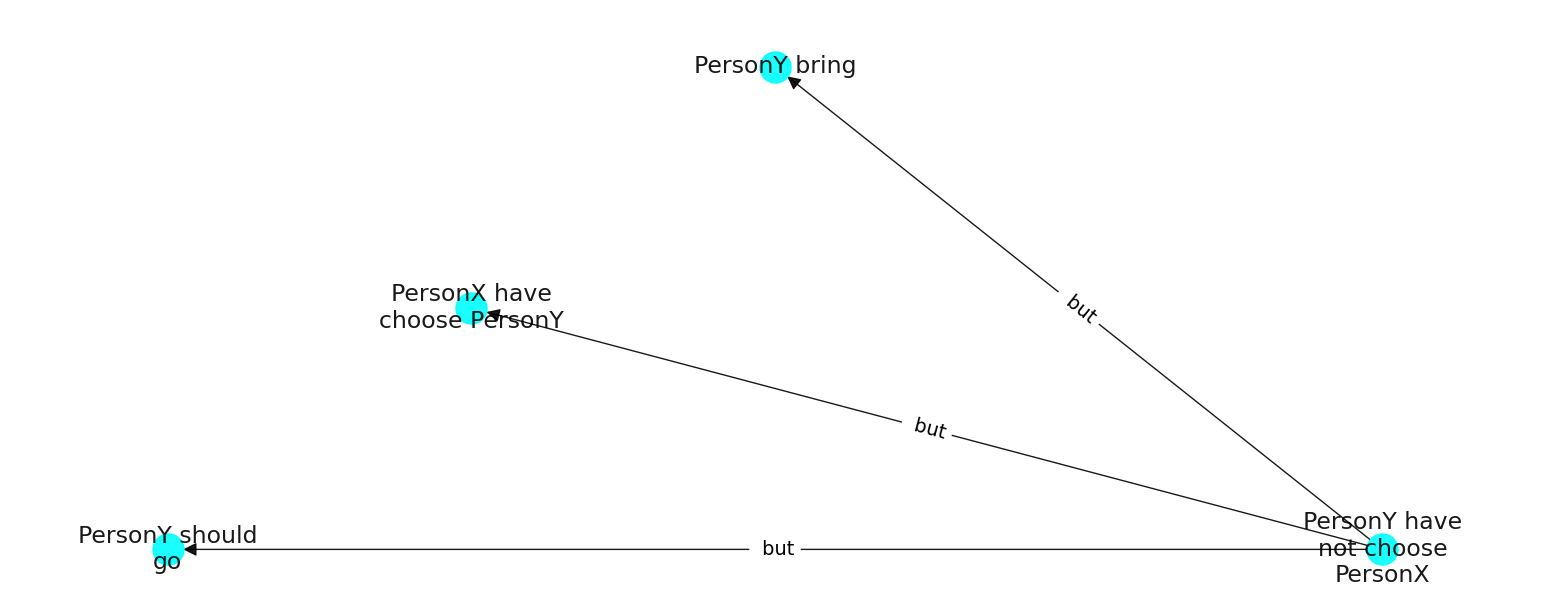 PersonY bring
but
PersonX have
choose PersonY
but
PersonY should
go
but
PersonY have
not choose
PersonX